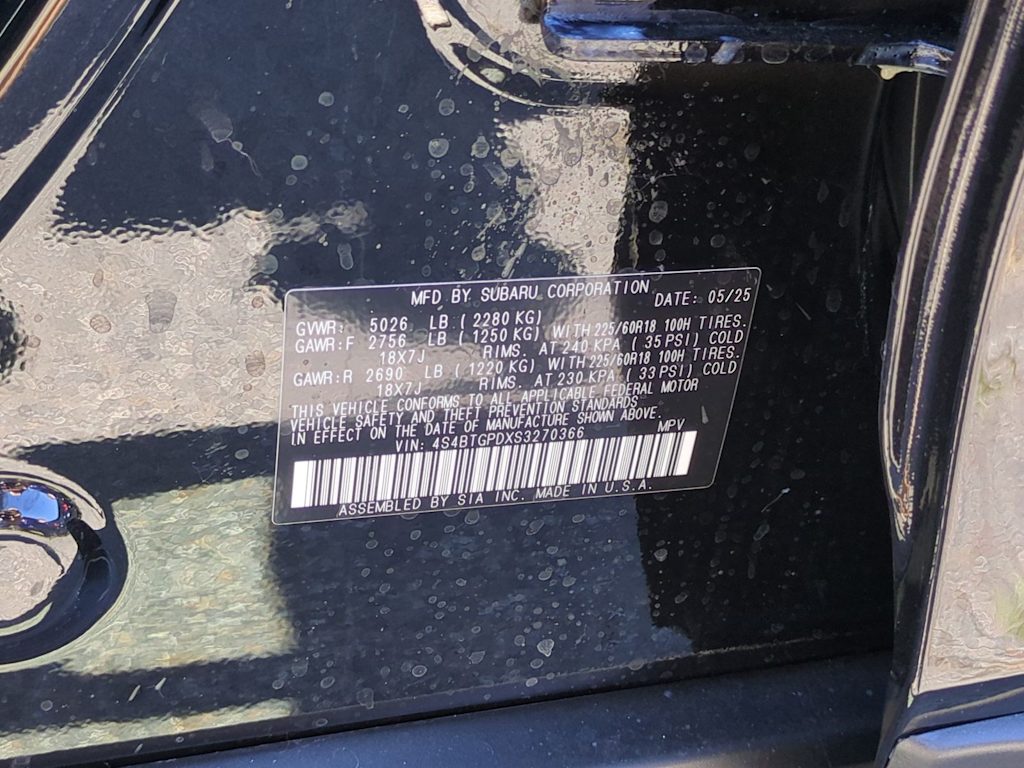 MFD BY SUBARU CORPORATION DATE: 05/25
GVWR: 5026 LB ( 2280 KG)
GAWR:F 2756 LB ( 1250 KG) WITH 225/60R18 100H TIRES.
18X7J RIMS. AT 240 KPA ( 35 PSI) COLD
GAWR:R 2690 LB ( 1220 KG) WITH 225/60R18 100H TIRES.
18X7J RIMS. AT 230 KPA ( 33 PSI) COLD
THIS VEHICLE CONFORMS TO ALL APPLICABLE FEDERAL MOTOR
VEHICLE SAFETY AND THEFT PREVENTION STANDARDS
IN EFFECT ON THE DATE OF MANUFACTURE SHOWN ABOVE.
VIN: 4S4BTGPDXS3270366 MPV
ASSEMBLED BY SIA INC. MADE IN U.S.A.